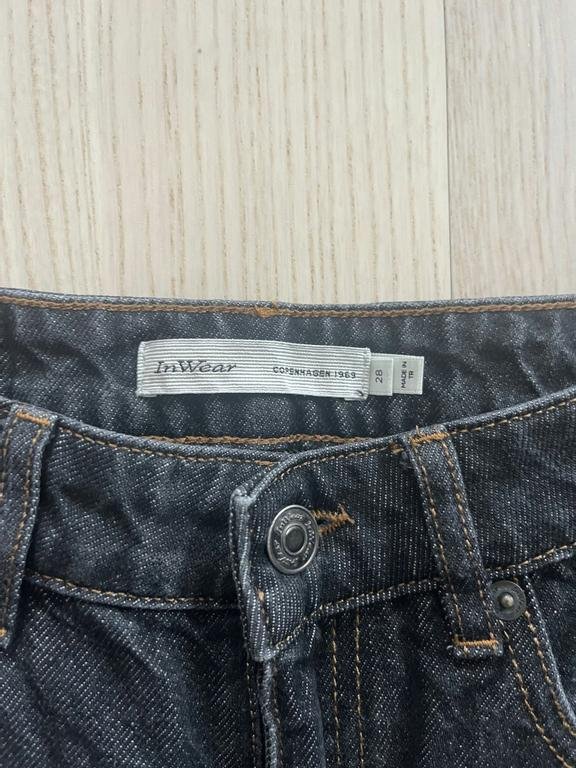 InWear COPENHAGEN 1969
28
MADE IN
TR